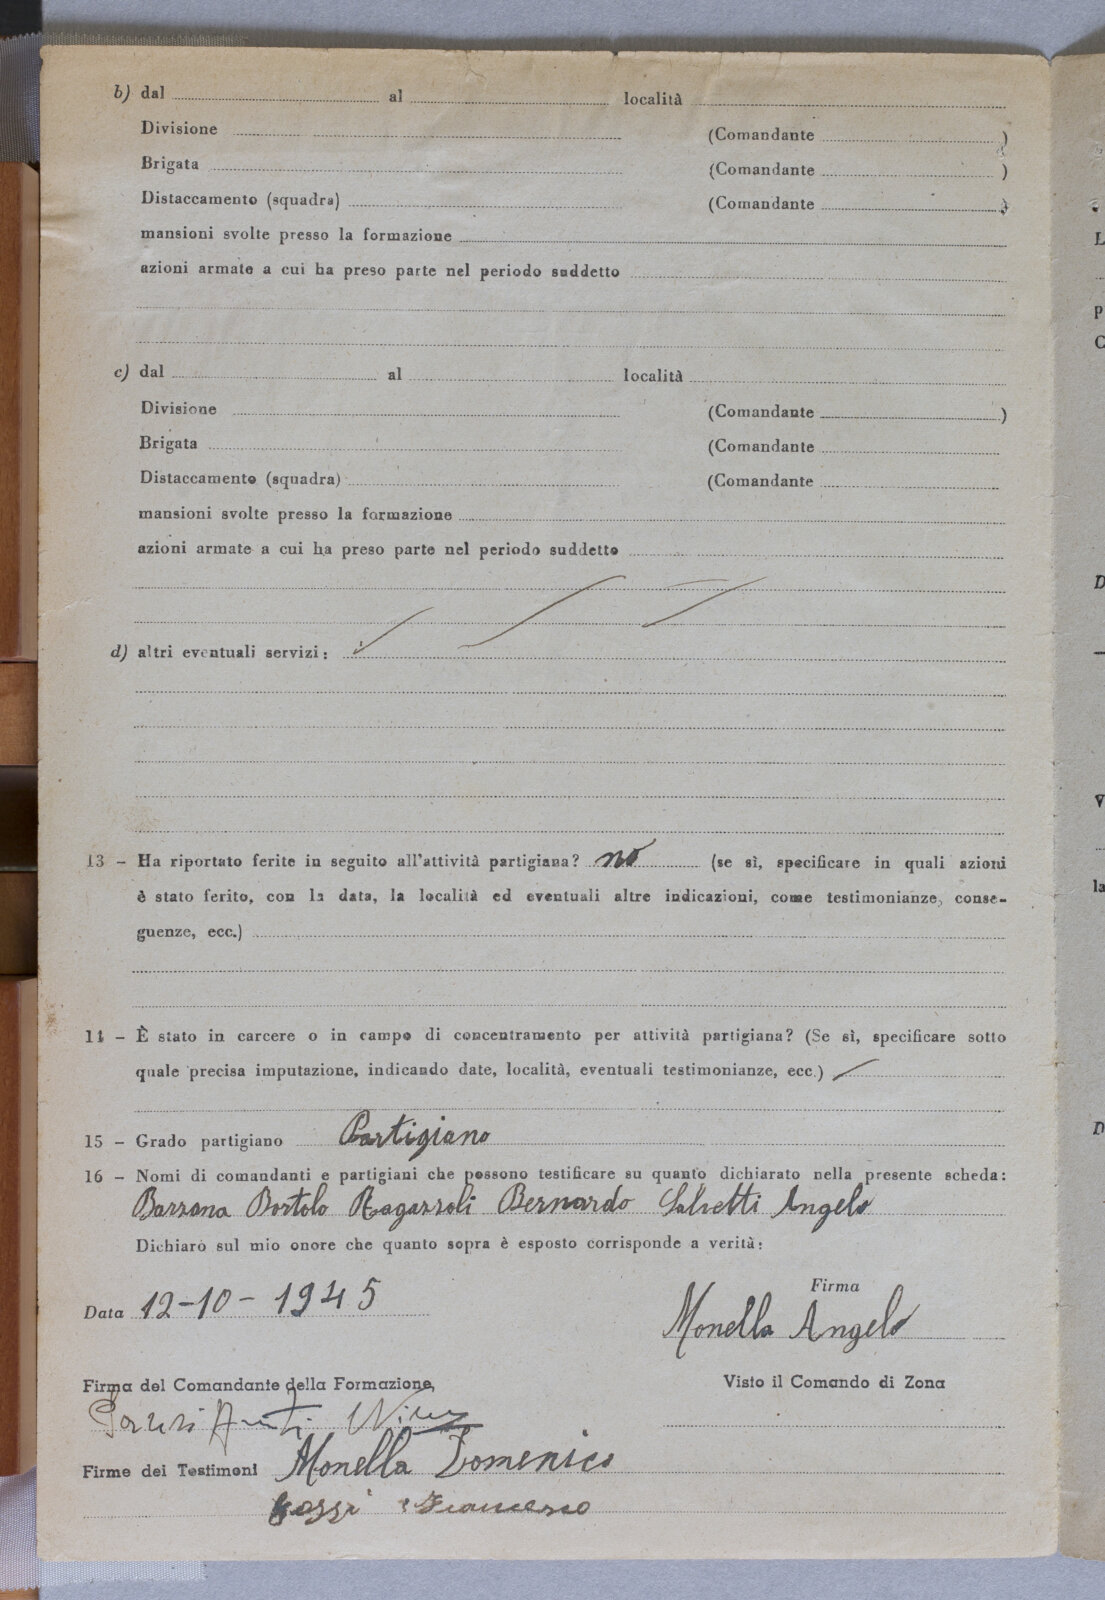 b) dal al località
Divisione (Comandante )
Brigata (Comandante )
Distaccamento (squadra) (Comandante )
mansioni svolte presso la formazione
azioni armate a cui ha preso parte nel periodo suddetto
c) dal al località
Divisione (Comandante )
Brigata (Comandante
Distaccamento (squadra) (Comandante
mansioni svolte presso la formazione
azioni armate a cui ha preso parte nel periodo suddetto
d) altri eventuali servizi:
13 - Ha riportato ferite in seguito all'attività partigiana? no (se sì, specificare in quali azioni
è stato ferito, con la data, la località ed eventuali altre indicazioni, come testimonianze, conse-
guenze, ecc.)
14 - È stato in carcere o in campo di concentramento per attività partigiana? (Se sì, specificare sotto
quale precisa imputazione, indicando date, località, eventuali testimonianze, ecc.)
15 - Grado partigiano Partigiano
16 - Nomi di comandanti e partigiani che possono testificare su quanto dichiarato nella presente scheda:
Barzana Bortolo Ragazzoli Bernardo Salvetti Angelo
Dichiaro sul mio onore che quanto sopra è esposto corrisponde a verità:
Firma
Data 12-10-1945 Monella Angelo
Firma del Comandante della Formazione, Visto il Comando di Zona
Firme dei Testimoni Monella Domenico
Francesco